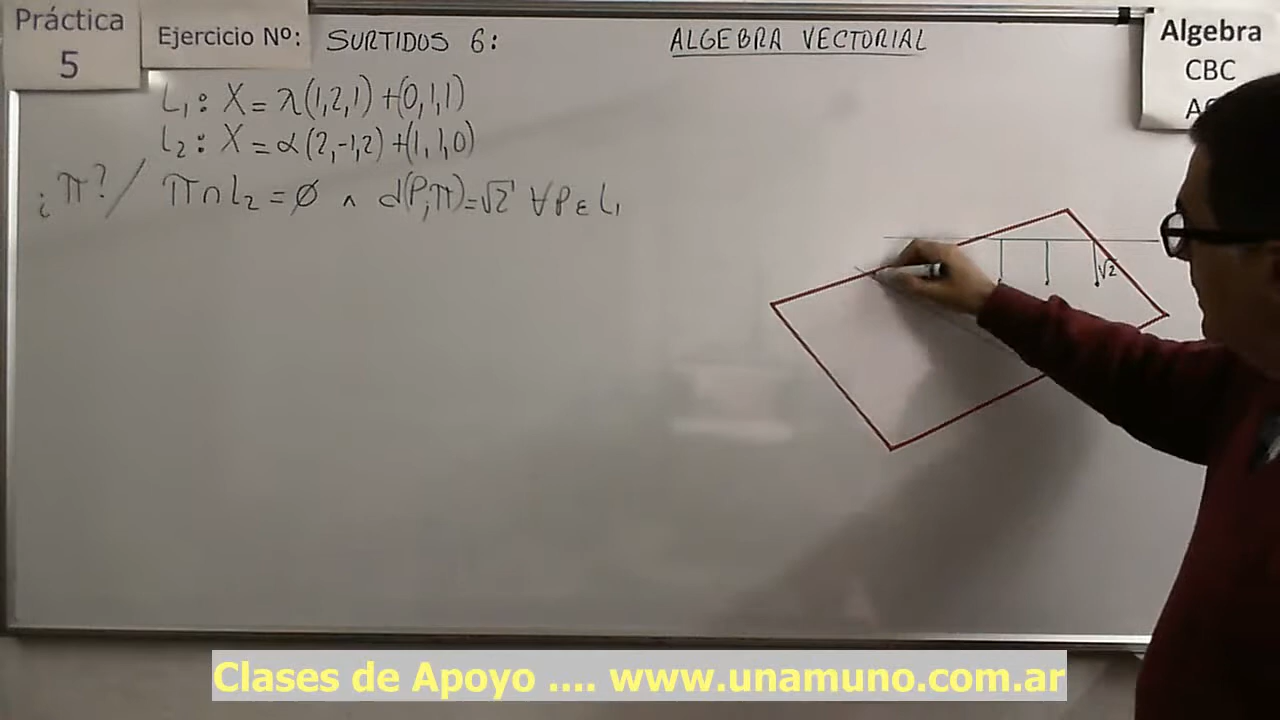 Práctica
5
Ejercicio Nº:
SURTIDOS 6:
ALGEBRA VECTORIAL
Algebra
CBC
L₁: X = λ(1,2,1) + (0,1,1)
L₂: X = α(2,-1,2) + (1,1,0)
¿π? / π∩L₂ = ∅ ∧ d(P;π) = √2 ∀P ε L₁
√2
Clases de Apoyo .... www.unamuno.com.ar